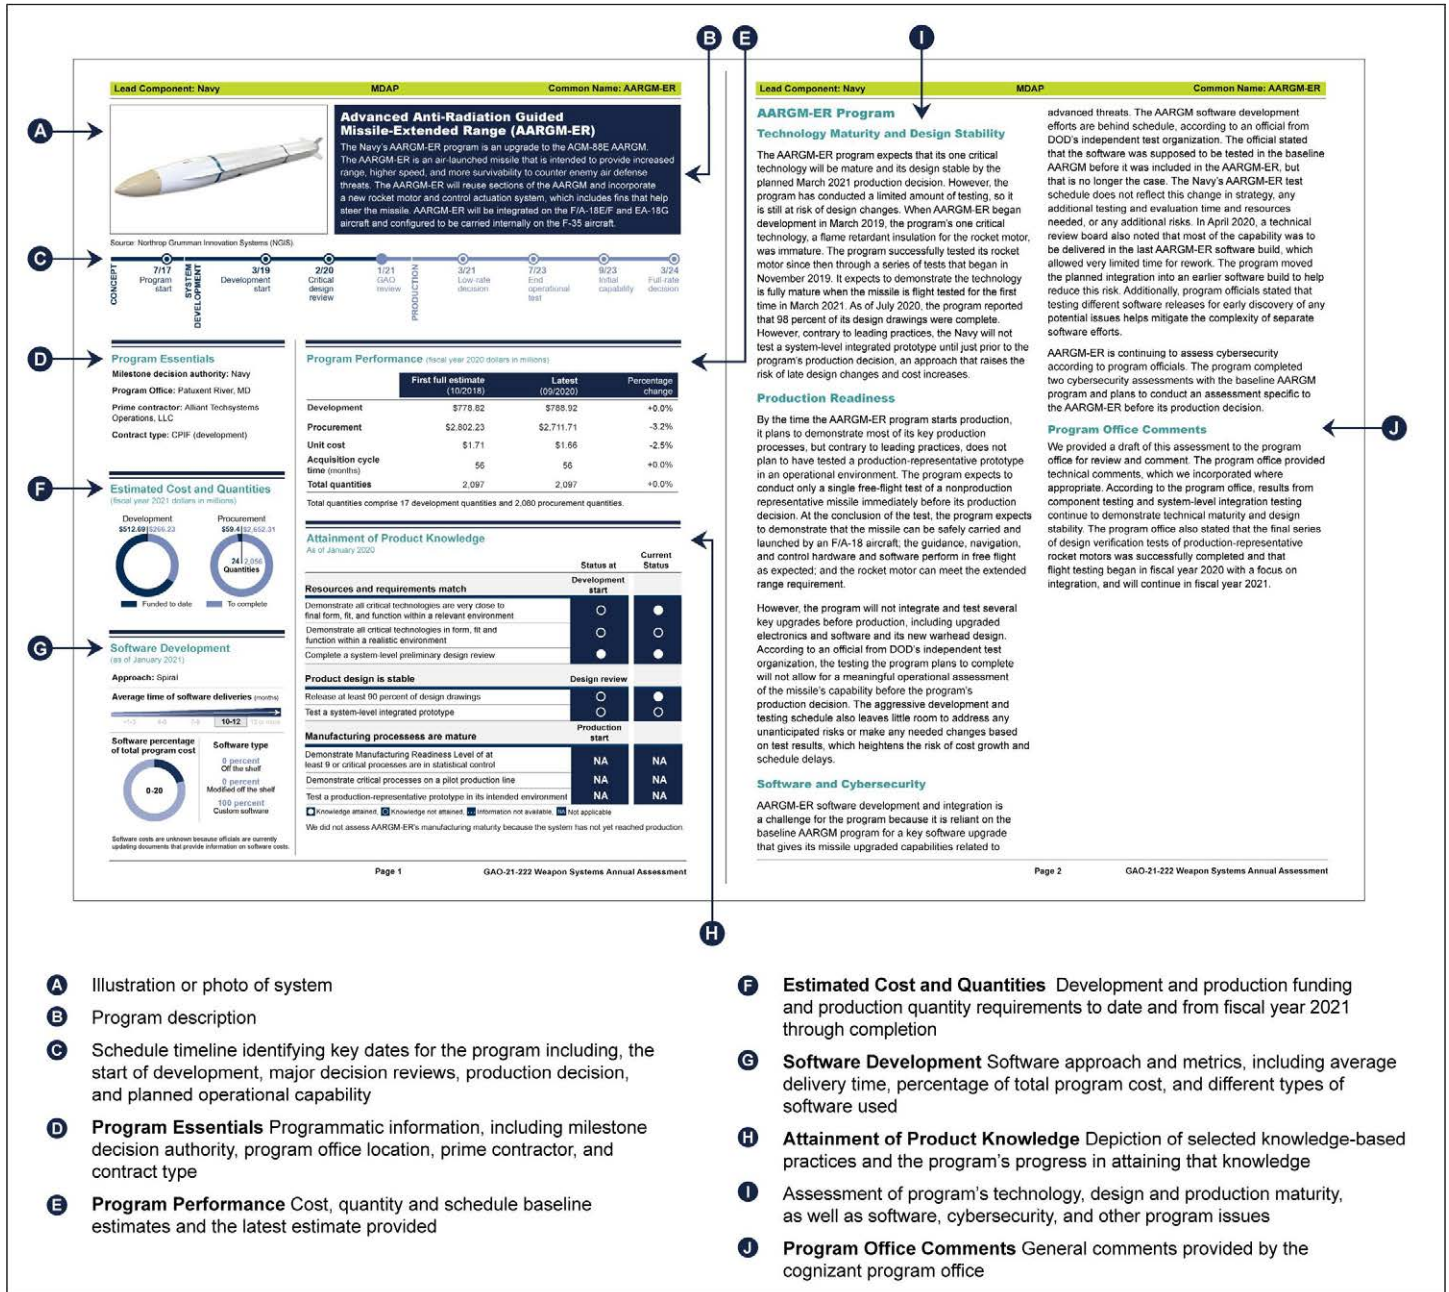 B
E
I
Lead Component: Navy MDAP Common Name: AARGM-ER
A
Advanced Anti-Radiation Guided
Missile-Extended Range (AARGM-ER)
The Navy's AARGM-ER program is an upgrade to the AGM-88E AARGM.
The AARGM-ER is an air-launched missile that is intended to provide increased
range, higher speed, and more survivability to counter enemy air defense
threats. The AARGM-ER will reuse sections of the AARGM and incorporate
a new rocket motor and control actuation system, which includes fins that help
steer the missile. AARGM-ER will be integrated on the F/A-18E/F and EA-18G
aircraft and configured to be carried internally on the F-35 aircraft.
Source: Northrop Grumman Innovation Systems (NGIS).
C
CONCEPT
7/17
Program
start
SYSTEM
DEVELOPMENT
3/19
Development
start
2/20
Critical
design
review
1/21
GAO
review
PRODUCTION
3/21
Low-rate
decision
7/23
End
operational
test
9/23
Initial
capability
3/24
Full-rate
decision
D
Program Essentials
Milestone decision authority: Navy
Program Office: Patuxent River, MD
Prime contractor: Alliant Techsystems
Operations, LLC
Contract type: CPIF (development)
F
Estimated Cost and Quantities
(fiscal year 2021 dollars in millions)
Development Procurement
$512.69 $266.23 $59.4 $2,652.31
24 2,056
Quantities
Funded to date To complete
G
Software Development
(as of January 2021)
Approach: Spiral
Average time of software deliveries (months)
4-6 7-9 10-12
Software percentage
of total program cost
0-20
Software type
0 percent
Off the shelf
0 percent
Modified off the shelf
100 percent
Custom software
Software costs are unknown because officials are currently
updating documents that provide information on software costs.
Program Performance (fiscal year 2020 dollars in millions)
First full estimate (10/2018) Latest (09/2020) Percentage change
Development $778.82 $788.92 +0.0%
Procurement $2,802.23 $2,711.71 -3.2%
Unit cost $1.71 $1.66 -2.5%
Acquisition cycle
time (months) 56 56 +0.0%
Total quantities 2,097 2,097 +0.0%
Total quantities comprise 17 development quantities and 2,080 procurement quantities.
Attainment of Product Knowledge
As of January 2020
Status at Current Status
Resources and requirements match Development start
Demonstrate all critical technologies are very close to
final form, fit, and function within a relevant environment
Demonstrate all critical technologies in form, fit and
function within a realistic environment
Complete a system-level preliminary design review
Product design is stable Design review
Release at least 90 percent of design drawings
Test a system-level integrated prototype
Manufacturing processess are mature Production start
Demonstrate Manufacturing Readiness Level of at
least 9 or critical processes are in statistical control NA NA
Demonstrate critical processes on a pilot production line NA NA
Test a production-representative prototype in its intended environment NA NA
Knowledge attained, Knowledge not attained, Information not available, NA Not applicable
We did not assess AARGM-ER's manufacturing maturity because the system has not yet reached production
Page 1 GAO-21-222 Weapon Systems Annual Assessment
H
Lead Component: Navy MDAP Common Name: AARGM-ER
AARGM-ER Program
Technology Maturity and Design Stability
The AARGM-ER program expects that its one critical
technology will be mature and its design stable by the
planned March 2021 production decision. However, the
program has conducted a limited amount of testing, so it
is still at risk of design changes. When AARGM-ER began
development in March 2019, the program's one critical
technology, a flame retardant insulation for the rocket motor,
was immature. The program successfully tested its rocket
motor since then through a series of tests that began in
November 2019. It expects to demonstrate the technology
is fully mature when the missile is flight tested for the first
time in March 2021. As of July 2020, the program reported
that 98 percent of its design drawings were complete.
However, contrary to leading practices, the Navy will not
test a system-level integrated prototype until just prior to the
program's production decision, an approach that raises the
risk of late design changes and cost increases.
Production Readiness
By the time the AARGM-ER program starts production,
it plans to demonstrate most of its key production
processes, but contrary to leading practices, does not
plan to have tested a production-representative prototype
in an operational environment. The program expects to
conduct only a single free-flight test of a nonproduction
representative missile immediately before its production
decision. At the conclusion of the test, the program expects
to demonstrate that the missile can be safely carried and
launched by an F/A-18 aircraft; the guidance, navigation,
and control hardware and software perform in free flight
as expected; and the rocket motor can meet the extended
range requirement.
However, the program will not integrate and test several
key upgrades before production, including upgraded
electronics and software and its new warhead design.
According to an official from DOD's independent test
organization, the testing the program plans to complete
will not allow for a meaningful operational assessment
of the missile's capability before the program's
production decision. The aggressive development and
testing schedule also leaves little room to address any
unanticipated risks or make any needed changes based
on test results, which heightens the risk of cost growth and
schedule delays.
Software and Cybersecurity
AARGM-ER software development and integration is
a challenge for the program because it is reliant on the
baseline AARGM program for a key software upgrade
that gives its missile upgraded capabilities related to
advanced threats. The AARGM software development
efforts are behind schedule, according to an official from
DOD's independent test organization. The official stated
that the software was supposed to be tested in the baseline
AARGM before it was included in the AARGM-ER, but
that is no longer the case. The Navy's AARGM-ER test
schedule does not reflect this change in strategy, any
additional testing and evaluation time and resources
needed, or any additional risks. In April 2020, a technical
review board also noted that most of the capability was to
be delivered in the last AARGM-ER software build, which
allowed very limited time for rework. The program moved
the planned integration into an earlier software build to help
reduce this risk. Additionally, program officials stated that
testing different software releases for early discovery of any
potential issues helps mitigate the complexity of separate
software efforts.
AARGM-ER is continuing to assess cybersecurity
according to program officials. The program completed
two cybersecurity assessments with the baseline AARGM
program and plans to conduct an assessment specific to
the AARGM-ER before its production decision.
Program Office Comments
J
We provided a draft of this assessment to the program
office for review and comment. The program office provided
technical comments, which we incorporated where
appropriate. According to the program office, results from
component testing and system-level integration testing
continue to demonstrate technical maturity and design
stability. The program office also stated that the final series
of design verification tests of production-representative
rocket motors was successfully completed and that
flight testing began in fiscal year 2020 with a focus on
integration, and will continue in fiscal year 2021.
Page 2 GAO-21-222 Weapon Systems Annual Assessment
A Illustration or photo of system
B Program description
C Schedule timeline identifying key dates for the program including, the
start of development, major decision reviews, production decision,
and planned operational capability
D Program Essentials Programmatic information, including milestone
decision authority, program office location, prime contractor, and
contract type
E Program Performance Cost, quantity and schedule baseline
estimates and the latest estimate provided
F Estimated Cost and Quantities Development and production funding
and production quantity requirements to date and from fiscal year 2021
through completion
G Software Development Software approach and metrics, including average
delivery time, percentage of total program cost, and different types of
software used
H Attainment of Product Knowledge Depiction of selected knowledge-based
practices and the program's progress in attaining that knowledge
I Assessment of program's technology, design and production maturity,
as well as software, cybersecurity, and other program issues
J Program Office Comments General comments provided by the
cognizant program office